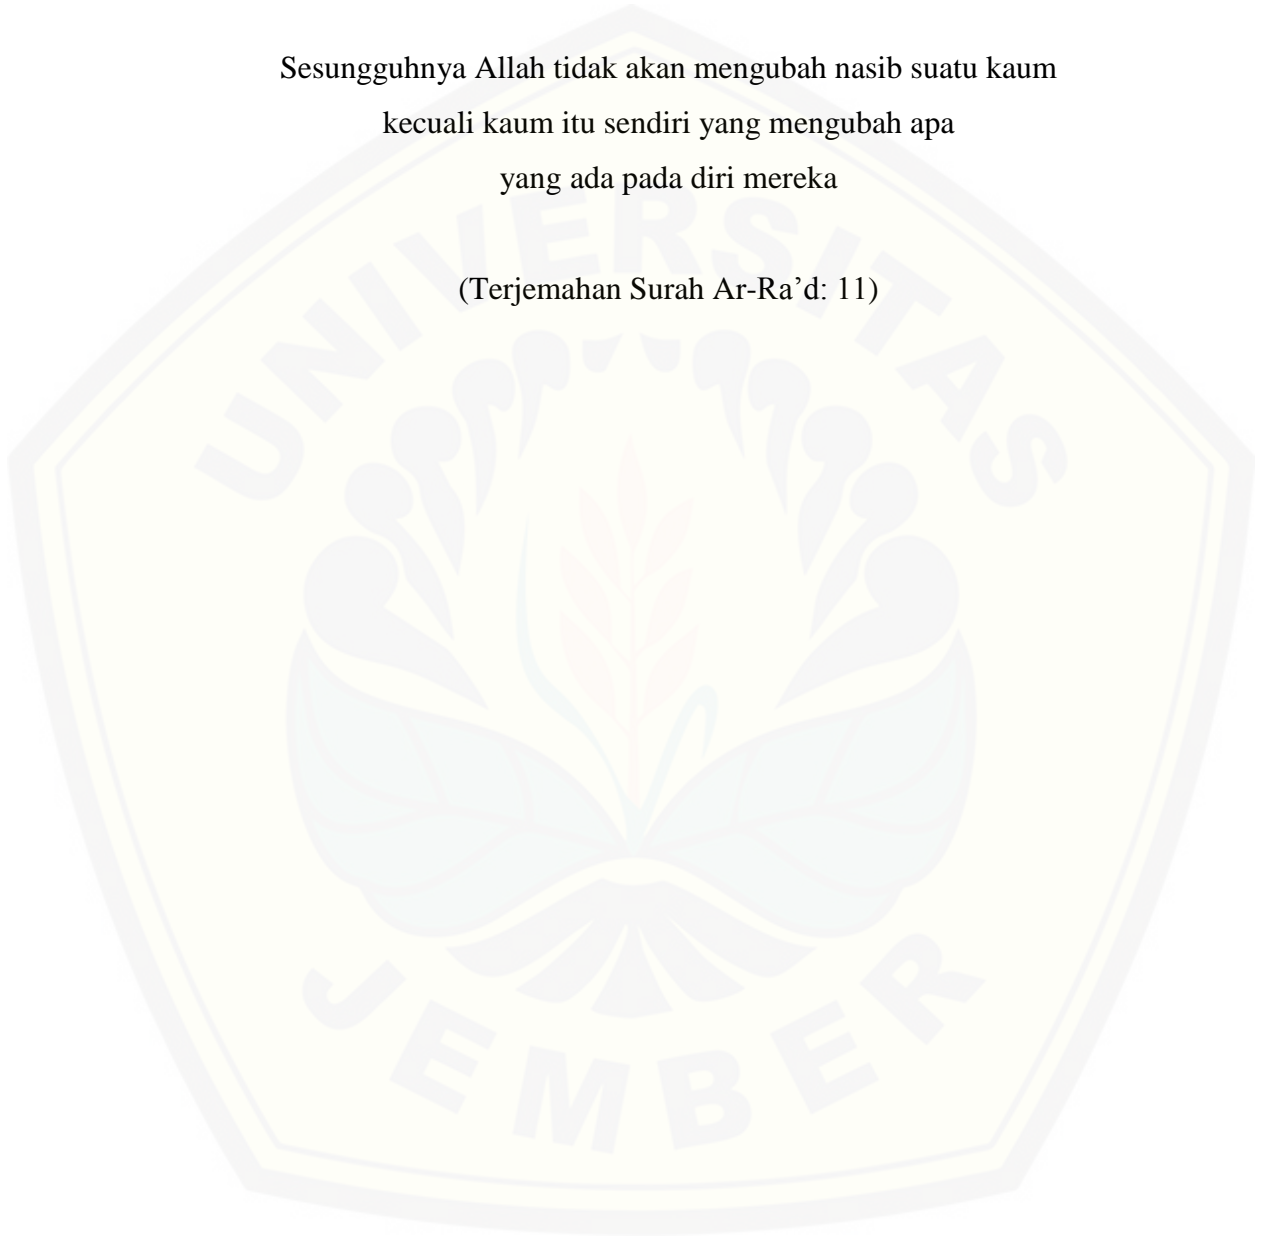 Sesungguhnya Allah tidak akan mengubah nasib suatu kaum
kecuali kaum itu sendiri yang mengubah apa
yang ada pada diri mereka
(Terjemahan Surah Ar-Ra’d: 11)
UNIVERSITAS
JEMBER